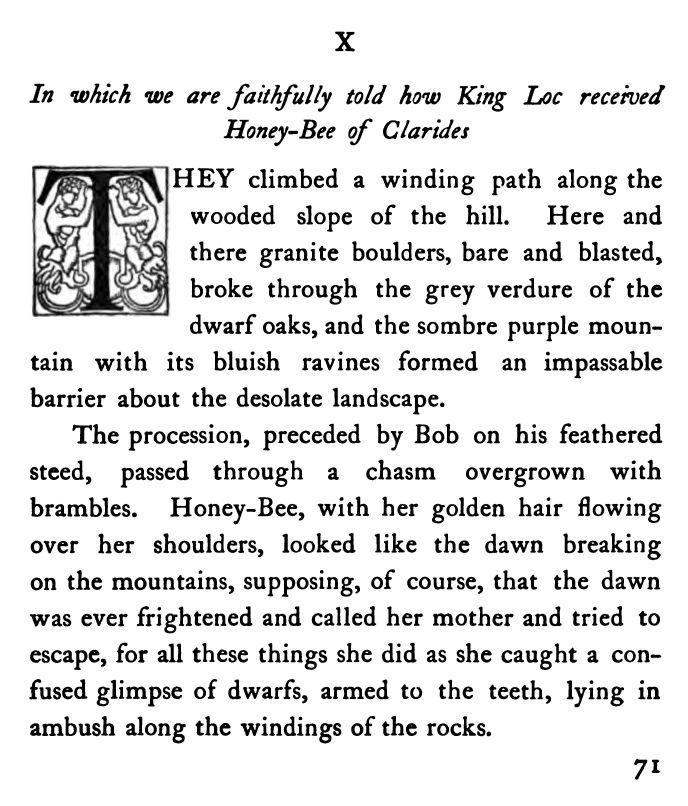 X
In which we are faithfully told how King Loc received
Honey-Bee of Clarides
THEY climbed a winding path along the
wooded slope of the hill. Here and
there granite boulders, bare and blasted,
broke through the grey verdure of the
dwarf oaks, and the sombre purple moun-
tain with its bluish ravines formed an impassable
barrier about the desolate landscape.
The procession, preceded by Bob on his feathered
steed, passed through a chasm overgrown with
brambles. Honey-Bee, with her golden hair flowing
over her shoulders, looked like the dawn breaking
on the mountains, supposing, of course, that the dawn
was ever frightened and called her mother and tried to
escape, for all these things she did as she caught a con-
fused glimpse of dwarfs, armed to the teeth, lying in
ambush along the windings of the rocks.
71